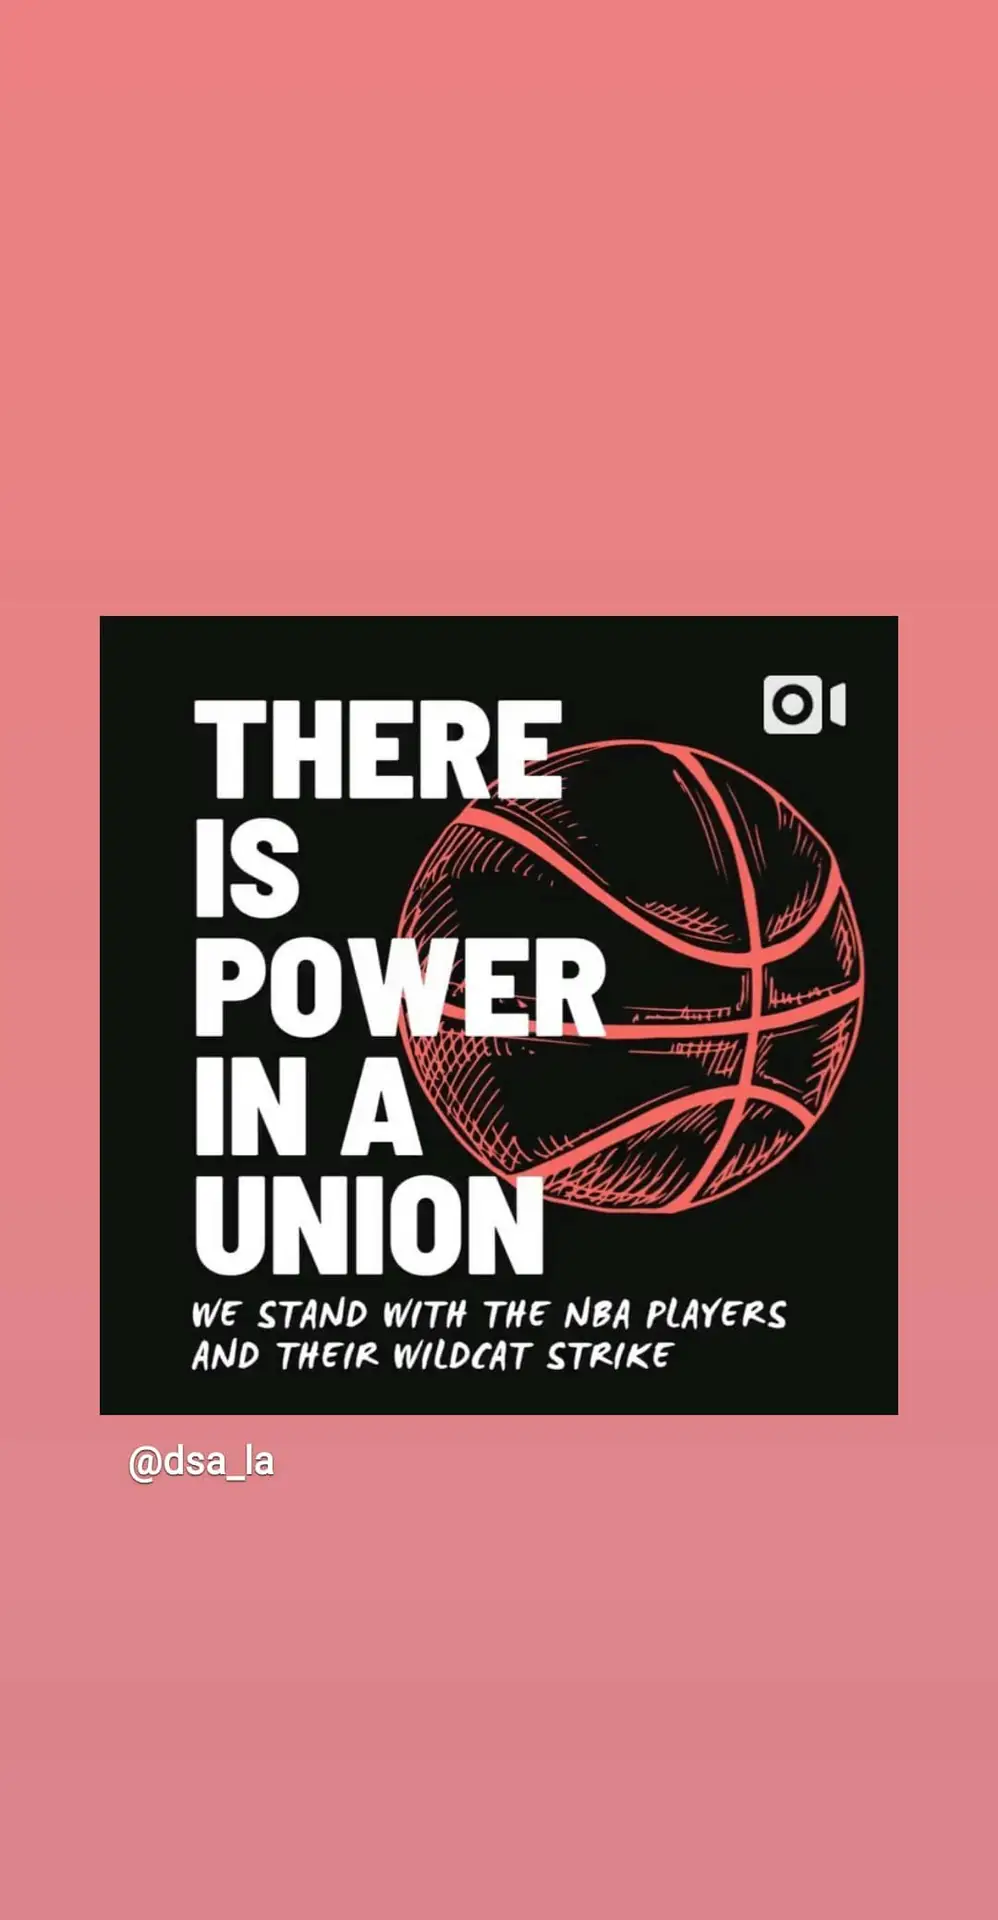 THERE
IS
POWER
IN A
UNION
WE STAND WITH THE NBA PLAYERS
AND THEIR WILDCAT STRIKE
@dsa_la